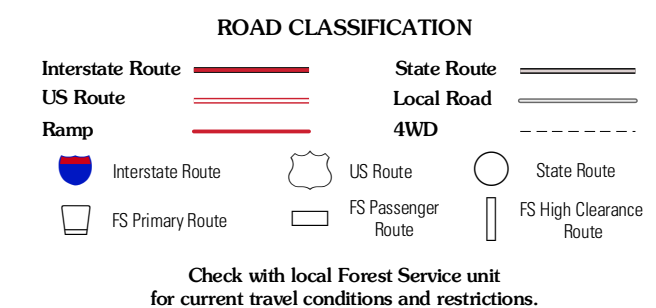 ROAD CLASSIFICATION
Interstate Route
State Route
US Route
Local Road
Ramp
4WD
Interstate Route
US Route
State Route
FS Primary Route
FS Passenger
Route
FS High Clearance
Route
Check with local Forest Service unit
for current travel conditions and restrictions.